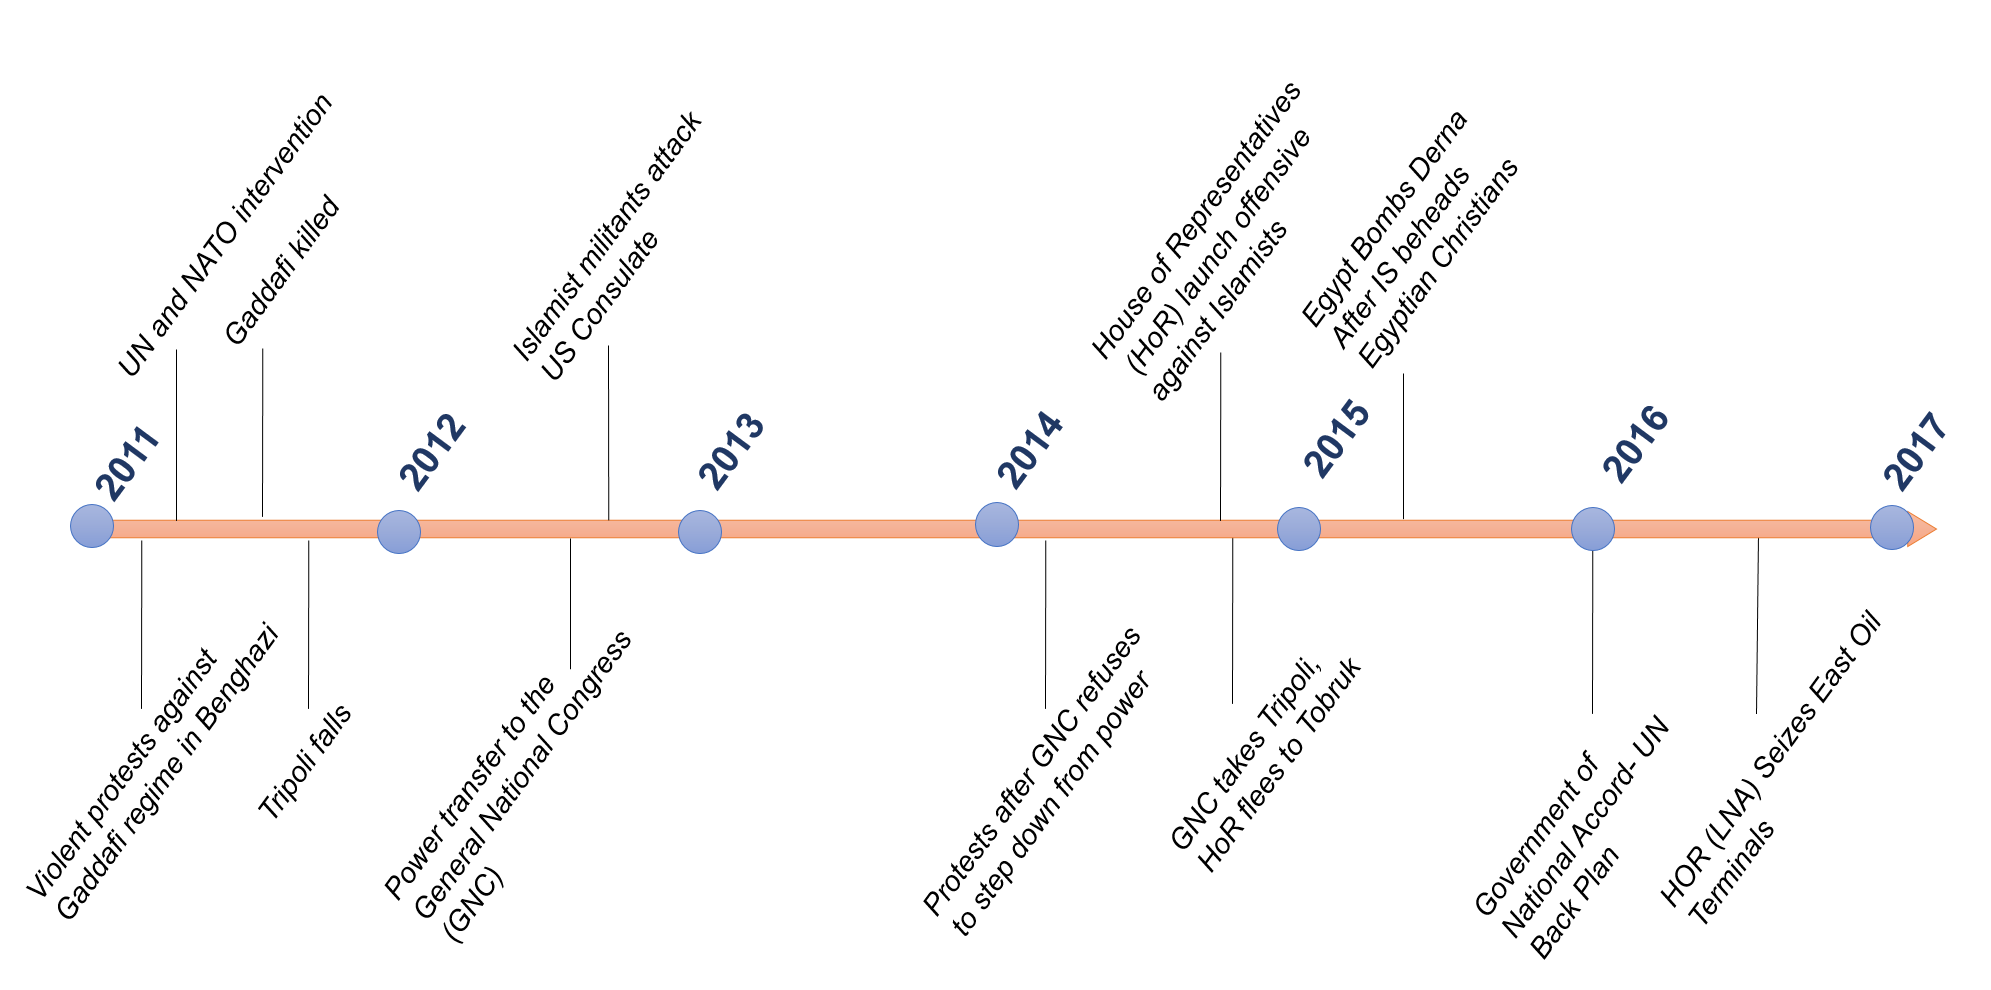 UN and NATO intervention
Gaddafi killed
Islamist militants attack
US Consulate
House of Representatives
(HoR) launch offensive
against Islamists
Egypt Bombs Derna
After IS beheads
Egyptian Christians
2011
2012
2013
2014
2015
2016
2017
Violent protests against
Gaddafi regime in Benghazi
Tripoli falls
Power transfer to the
General National Congress
(GNC)
Protests after GNC refuses
to step down from power
GNC takes Tripoli,
HoR flees to Tobruk
Government of
National Accord- UN
Back Plan
HOR (LNA) Seizes East Oil
Terminals